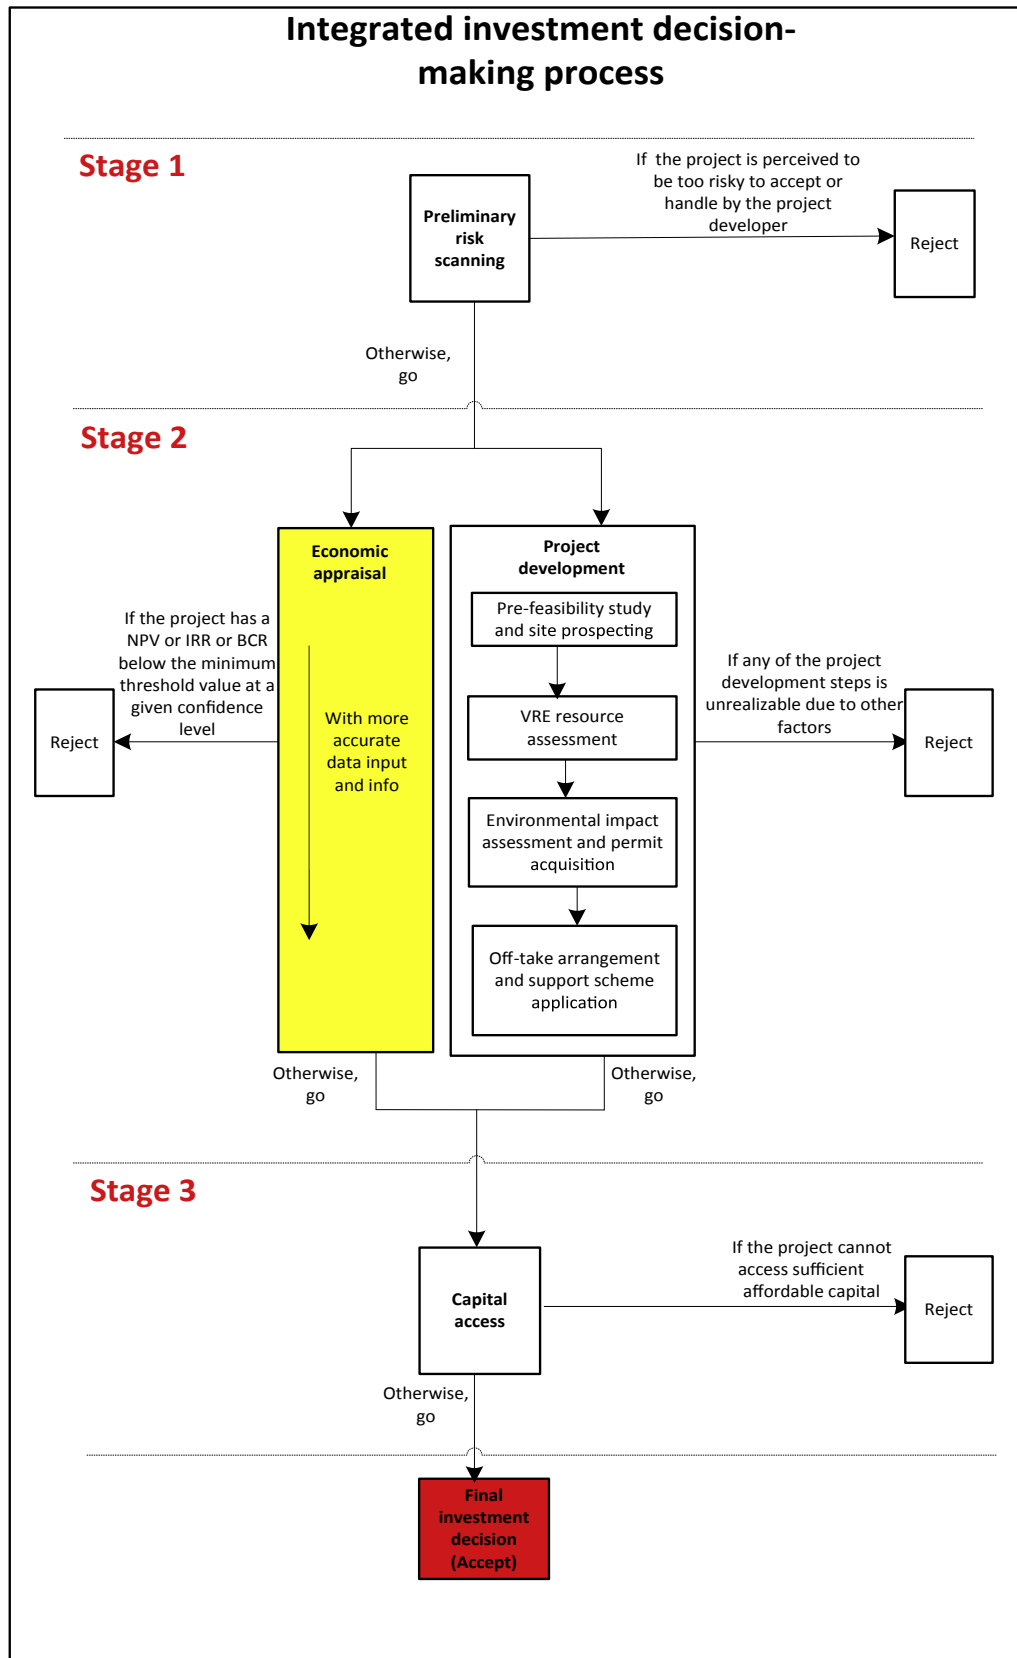 Integrated investment decision-
making process
Stage 1
If  the project is perceived to
be too risky to accept or
handle by the project
developer
Preliminary
risk
scanning
Reject
Otherwise,
go
Stage 2
Economic
appraisal
With more
accurate
data input
and info
If the project has a
NPV or IRR or BCR
below the minimum
threshold value at a
given confidence
level
Reject
Project
development
Pre-feasibility study
and site prospecting
VRE resource
assessment
Environmental impact
assessment and permit
acquisition
Off-take arrangement
and support scheme
application
If any of the project
development steps is
unrealizable due to other
factors
Reject
Otherwise,
go
Otherwise,
go
Stage 3
Capital
access
If the project cannot
access sufficient
affordable capital
Reject
Otherwise,
go
Final
investment
decision
(Accept)